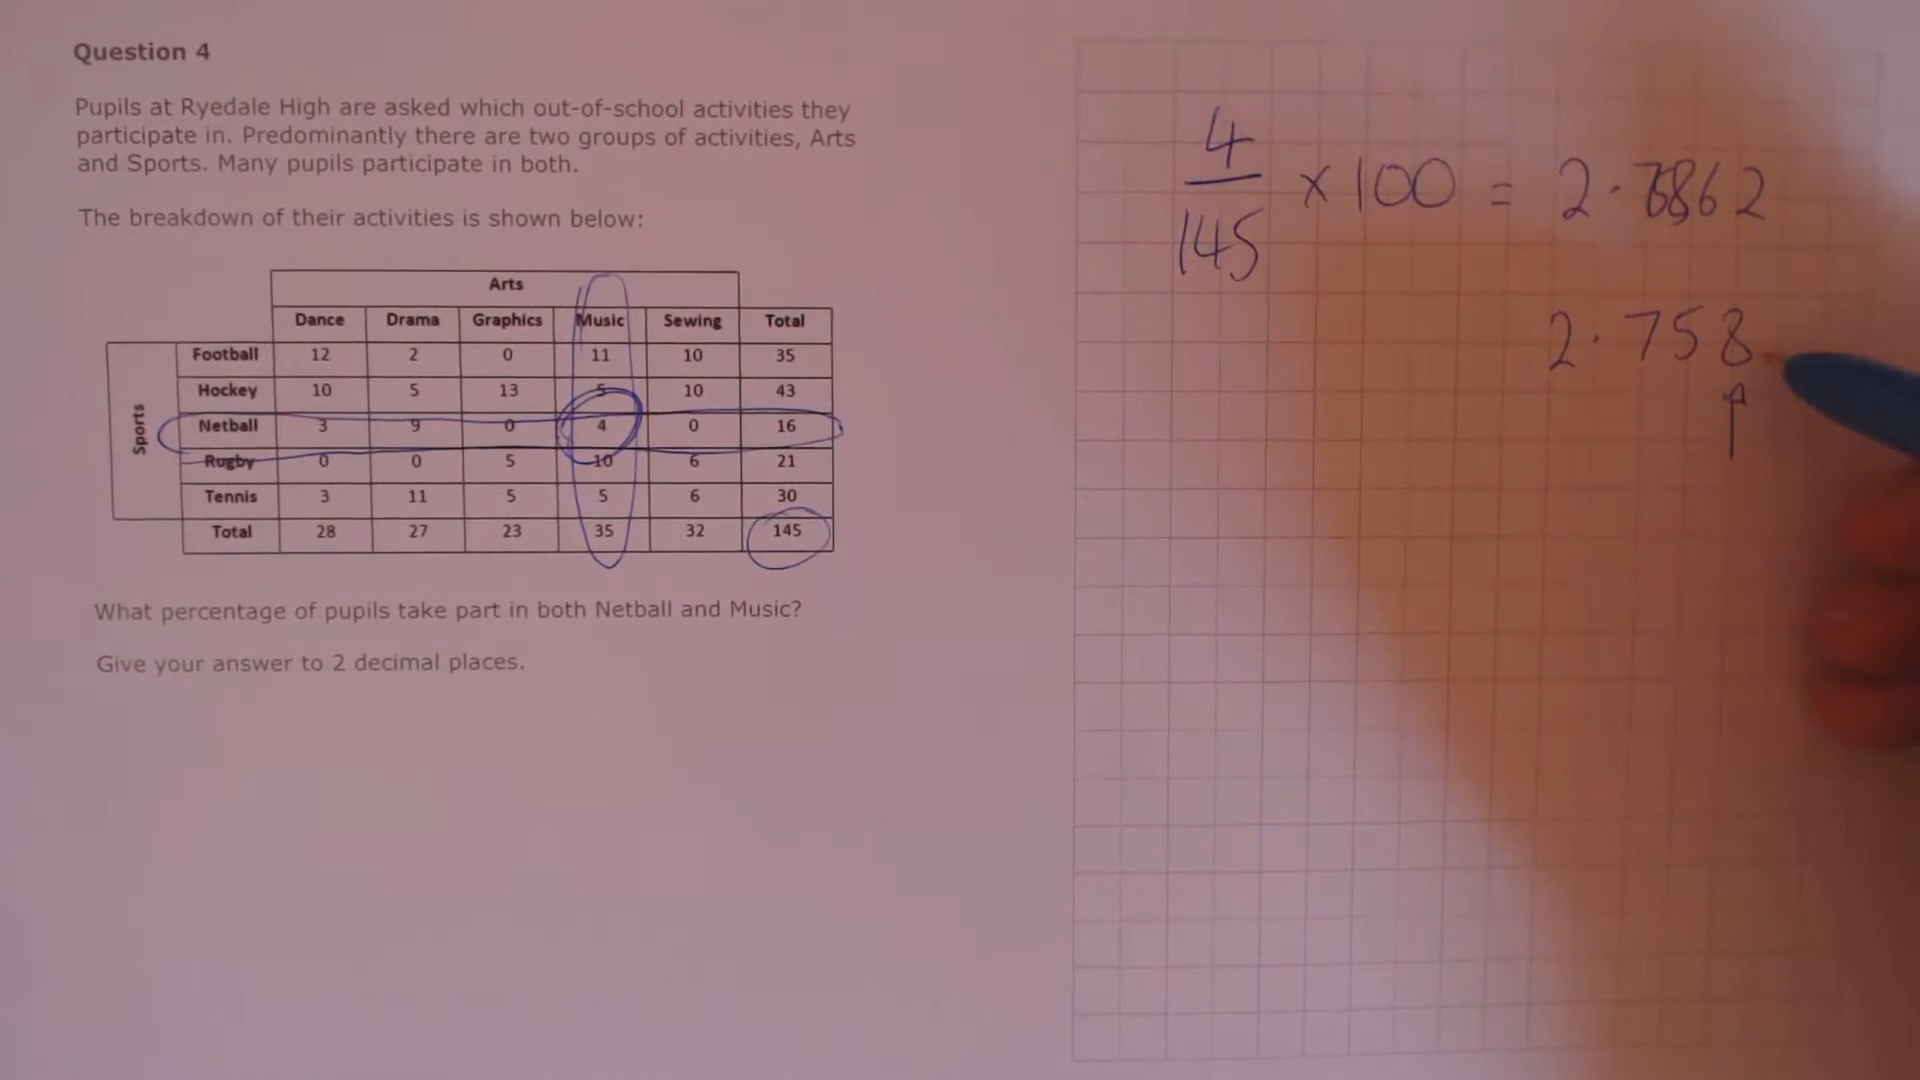 Question 4
Pupils at Ryedale High are asked which out-of-school activities they
participate in. Predominantly there are two groups of activities, Arts
and Sports. Many pupils participate in both.
The breakdown of their activities is shown below:
Arts
Dance Drama Graphics Music Sewing Total
Sports
Football 12 2 0 11 10 35
Hockey 10 5 13 5 10 43
Netball 3 9 0 4 0 16
Rugby 0 0 5 10 6 21
Tennis 3 11 5 5 6 30
Total 28 27 23 35 32 145
What percentage of pupils take part in both Netball and Music?
Give your answer to 2 decimal places.
4
145
× 100 =
2.758